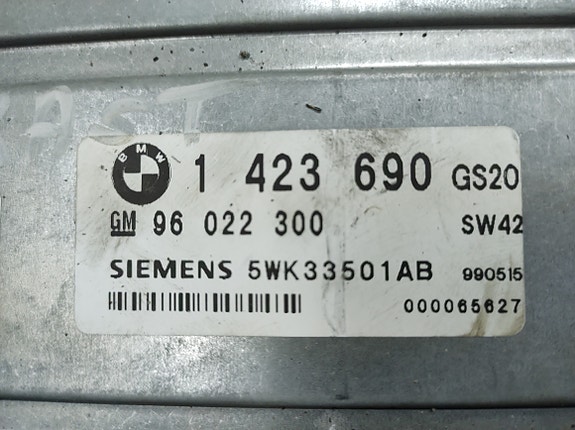 BMW 1 423 690 GS20
GM 96 022 300 SW42
SIEMENS 5WK33501AB 990515
000065627